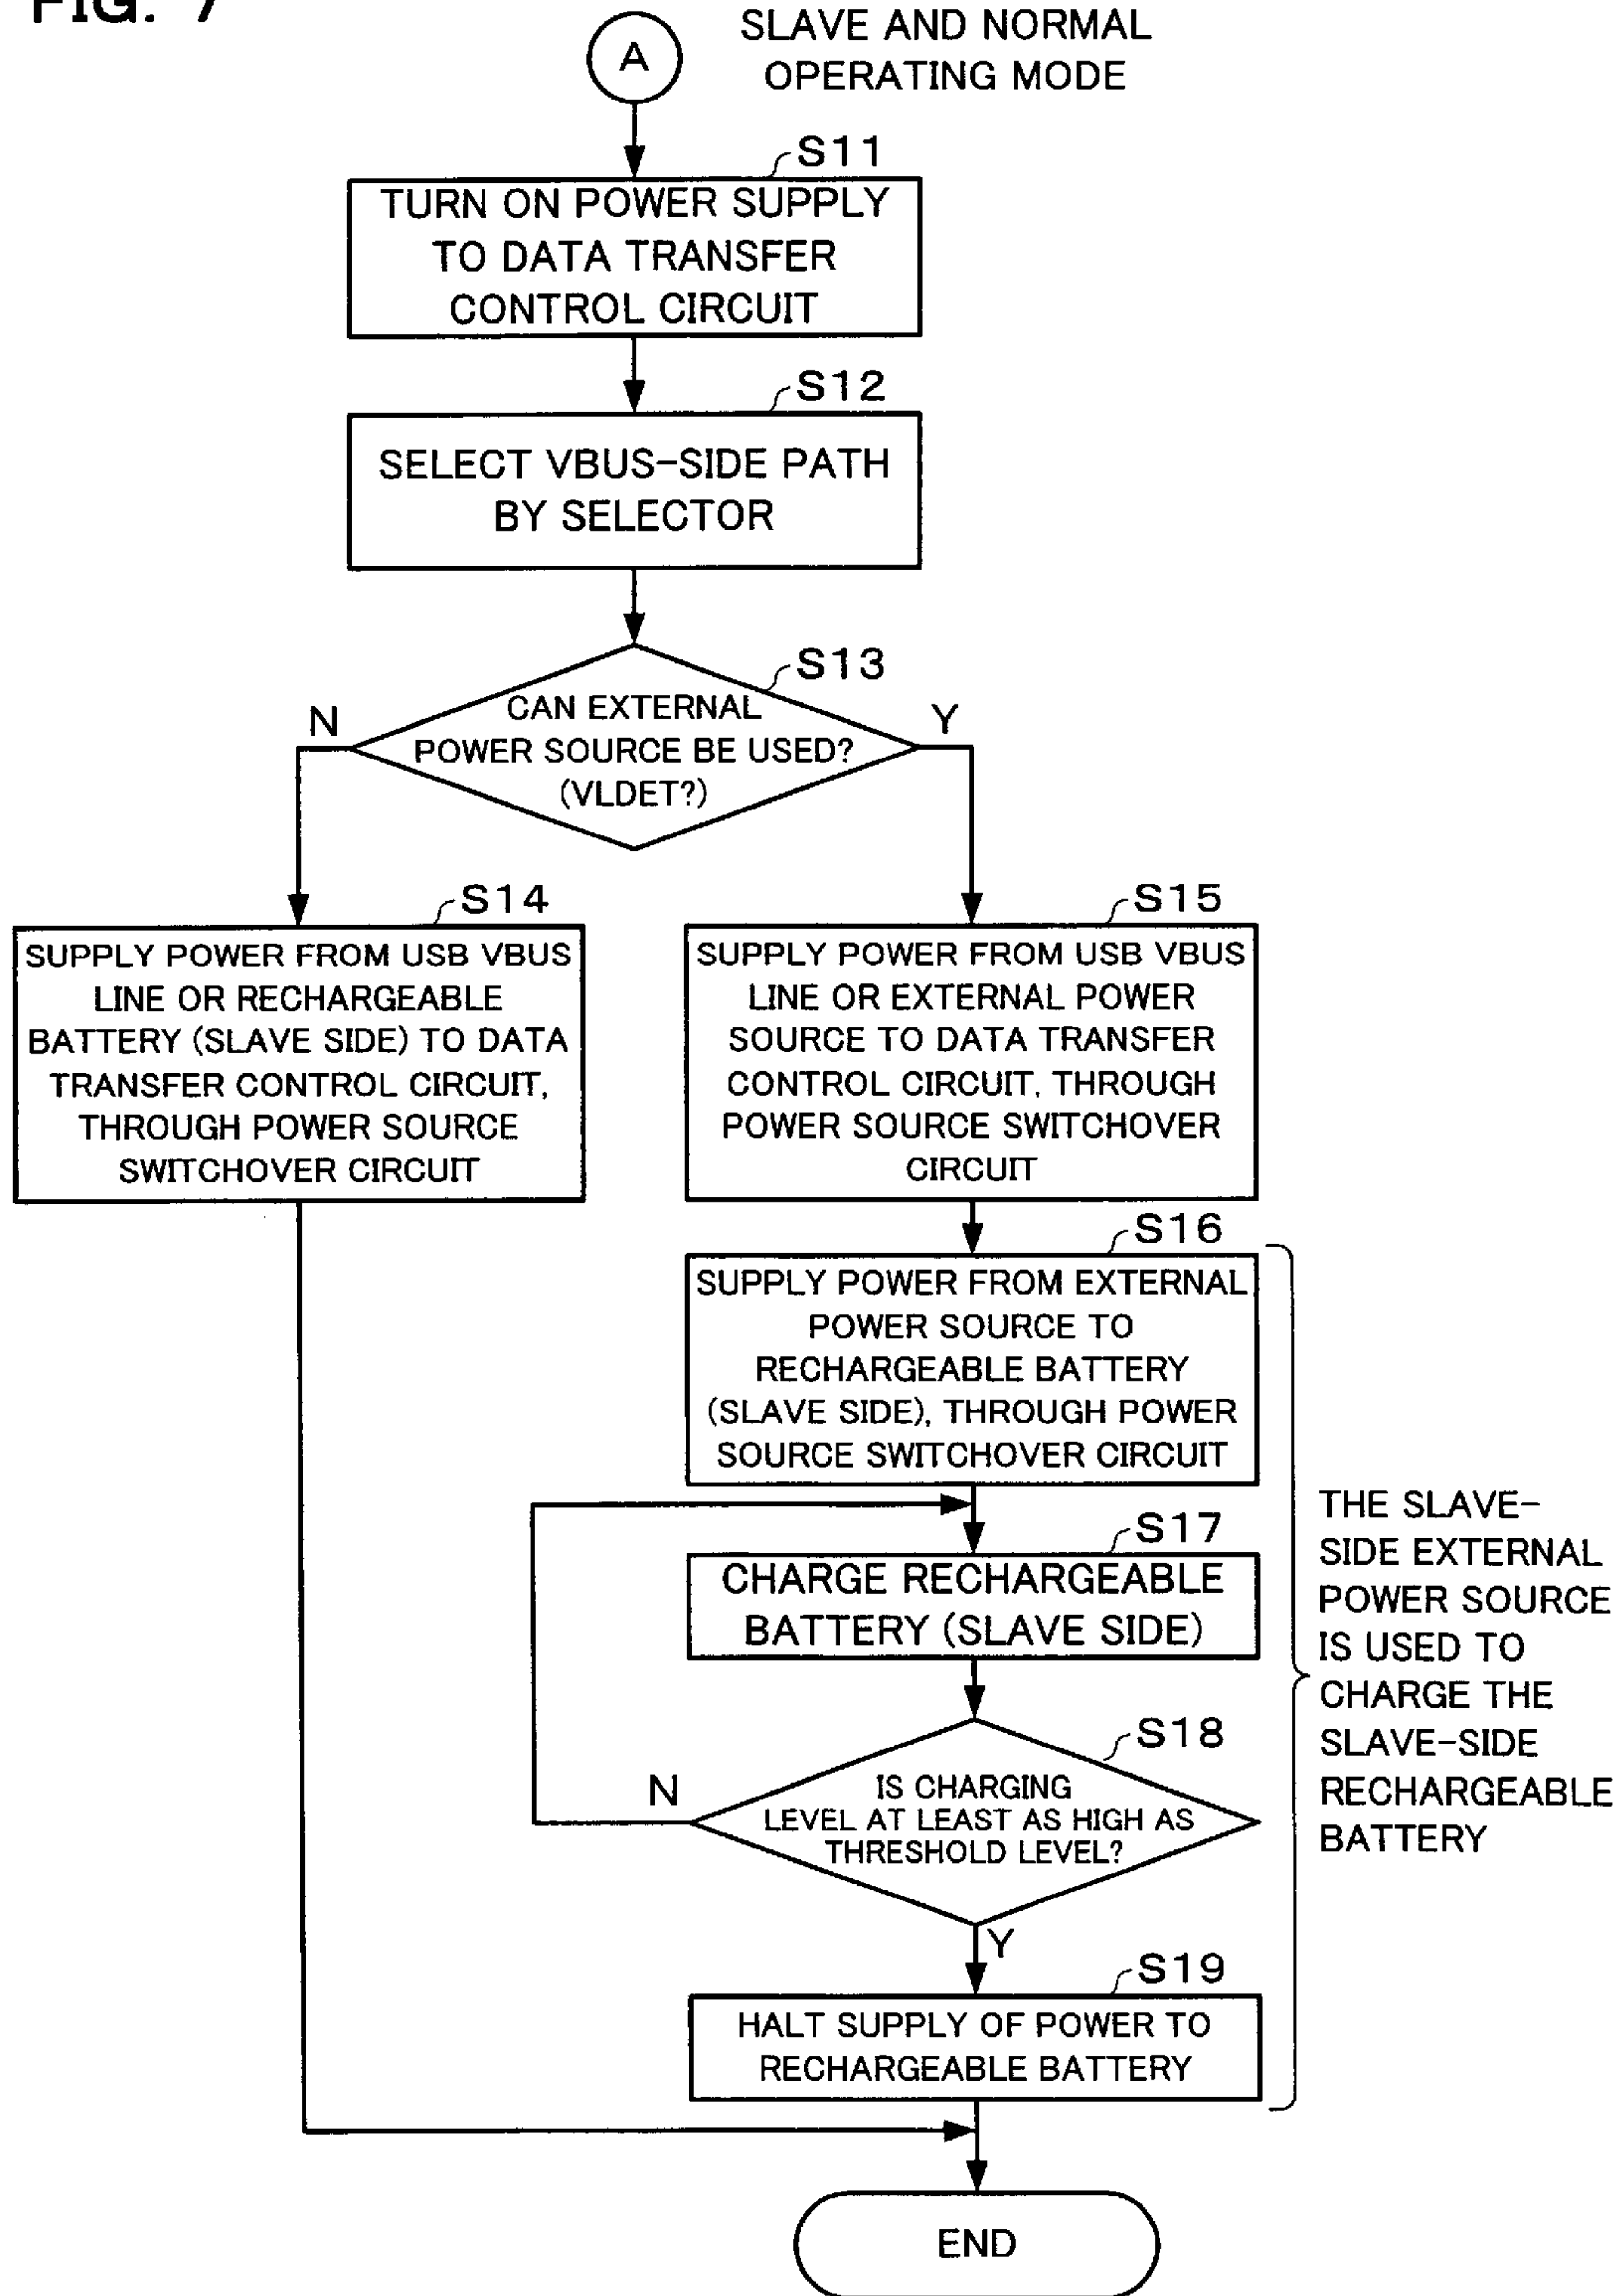 FIG. 7
A
SLAVE AND NORMAL
OPERATING MODE
S11
TURN ON POWER SUPPLY
TO DATA TRANSFER
CONTROL CIRCUIT
S12
SELECT VBUS-SIDE PATH
BY SELECTOR
S13
CAN EXTERNAL
POWER SOURCE BE USED?
(VLDET?)
N
Y
S14
SUPPLY POWER FROM USB VBUS
LINE OR RECHARGEABLE
BATTERY (SLAVE SIDE) TO DATA
TRANSFER CONTROL CIRCUIT,
THROUGH POWER SOURCE
SWITCHOVER CIRCUIT
S15
SUPPLY POWER FROM USB VBUS
LINE OR EXTERNAL POWER
SOURCE TO DATA TRANSFER
CONTROL CIRCUIT, THROUGH
POWER SOURCE SWITCHOVER
CIRCUIT
S16
SUPPLY POWER FROM EXTERNAL
POWER SOURCE TO
RECHARGEABLE BATTERY
(SLAVE SIDE), THROUGH POWER
SOURCE SWITCHOVER CIRCUIT
S17
CHARGE RECHARGEABLE
BATTERY (SLAVE SIDE)
S18
IS CHARGING
LEVEL AT LEAST AS HIGH AS
THRESHOLD LEVEL?
N
Y
S19
HALT SUPPLY OF POWER TO
RECHARGEABLE BATTERY
THE SLAVE-
SIDE EXTERNAL
POWER SOURCE
IS USED TO
CHARGE THE
SLAVE-SIDE
RECHARGEABLE
BATTERY
END